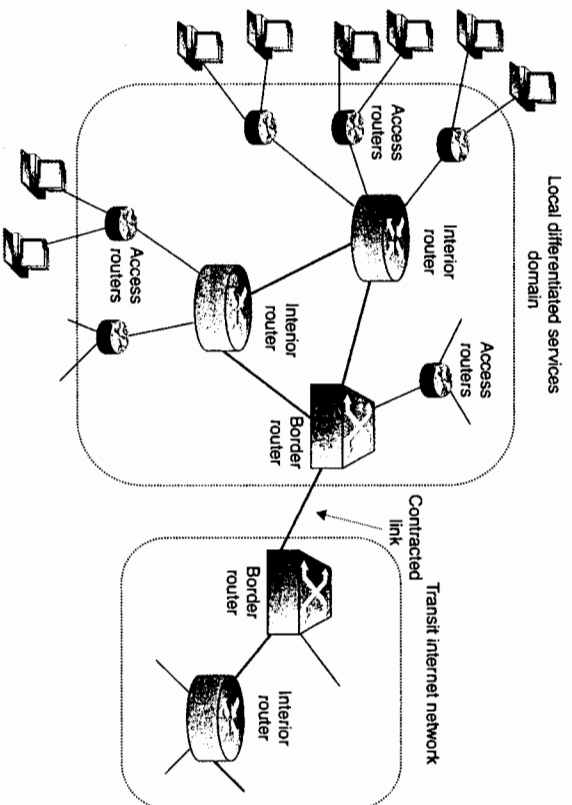 Local differentiated services
domain
Access
routers
Interior
router
Access
routers
Interior
router
Access
routers
Border
router
Contracted
link
Transit internet network
Border
router
Interior
router